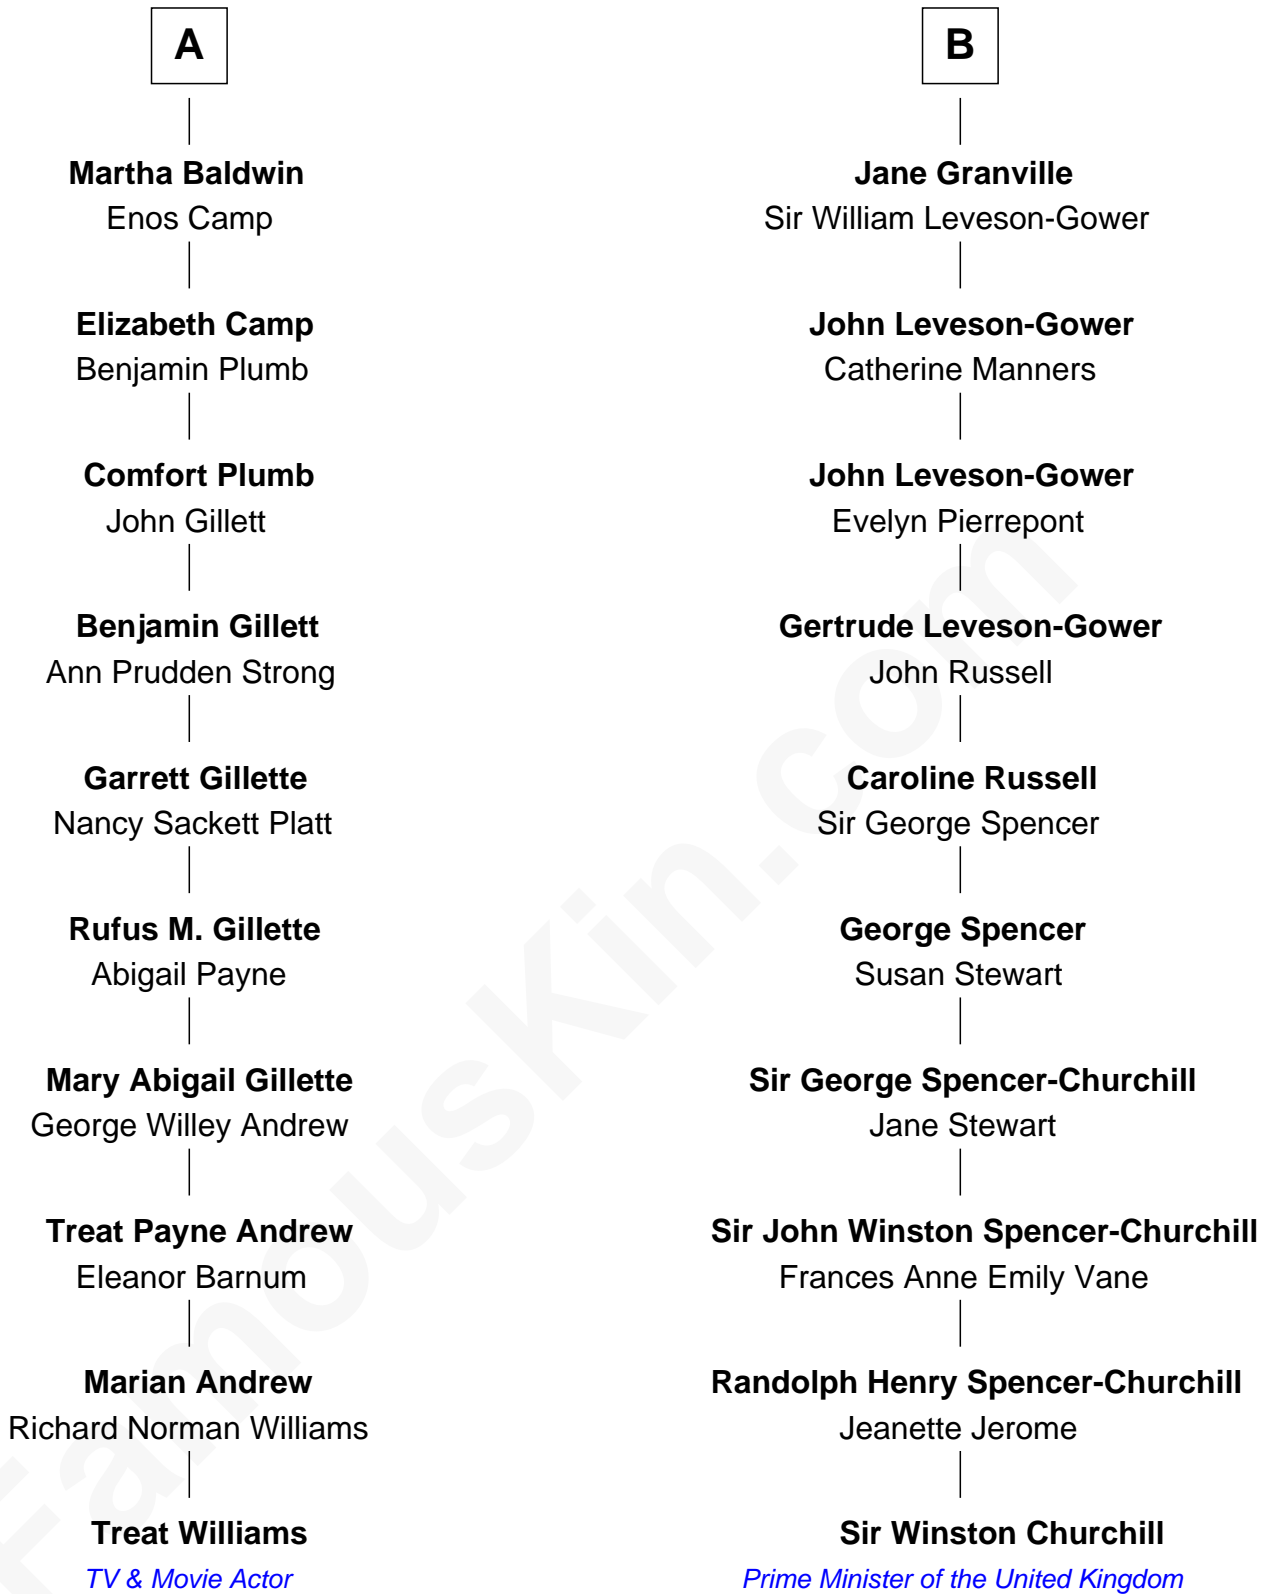 A
Martha Baldwin
Enos Camp
Elizabeth Camp
Benjamin Plumb
Comfort Plumb
John Gillett
Benjamin Gillett
Ann Prudden Strong
Garrett Gillette
Nancy Sackett Platt
Rufus M. Gillette
Abigail Payne
Mary Abigail Gillette
George Willey Andrew
Treat Payne Andrew
Eleanor Barnum
Marian Andrew
Richard Norman Williams
Treat Williams
TV & Movie Actor
B
Jane Granville
Sir William Leveson-Gower
John Leveson-Gower
Catherine Manners
John Leveson-Gower
Evelyn Pierrepont
Gertrude Leveson-Gower
John Russell
Caroline Russell
Sir George Spencer
George Spencer
Susan Stewart
Sir George Spencer-Churchill
Jane Stewart
Sir John Winston Spencer-Churchill
Frances Anne Emily Vane
Randolph Henry Spencer-Churchill
Jeanette Jerome
Sir Winston Churchill
Prime Minister of the United Kingdom
FamousKin.com